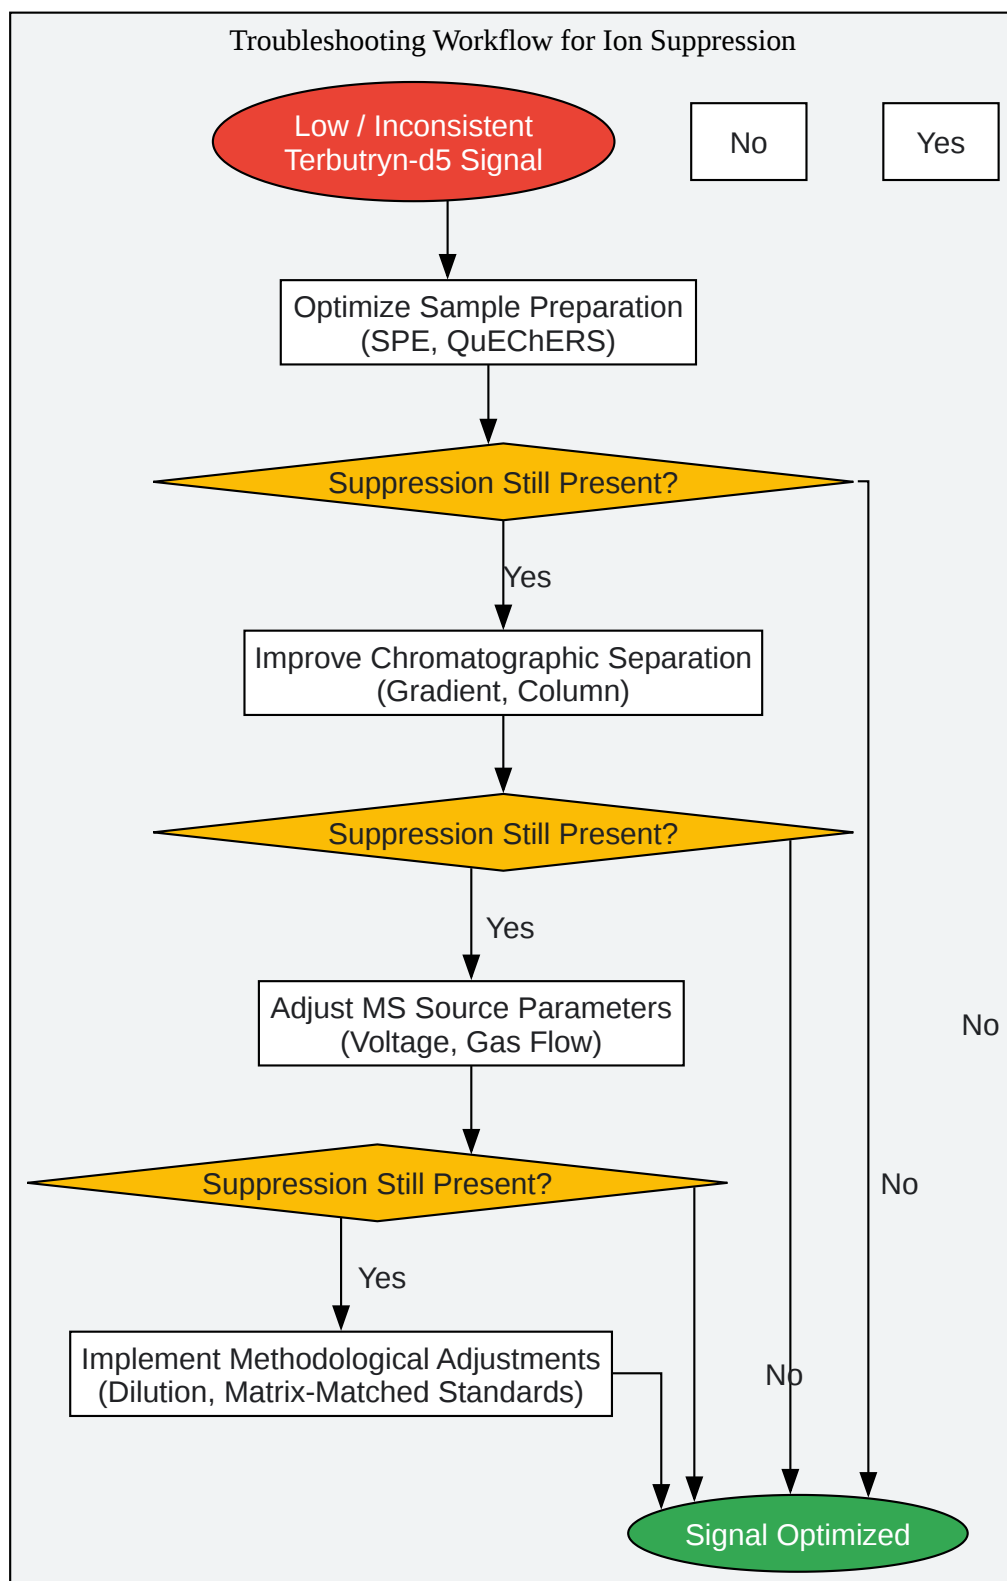 Troubleshooting Workflow for Ion Suppression
Low / Inconsistent
Terbutryn-d5 Signal
No
Yes
Optimize Sample Preparation
(SPE, QuEChERS)
Suppression Still Present?
Yes
Improve Chromatographic Separation
(Gradient, Column)
Suppression Still Present?
Yes
Adjust MS Source Parameters
(Voltage, Gas Flow)
No
Suppression Still Present?
No
Yes
Implement Methodological Adjustments
(Dilution, Matrix-Matched Standards)
No
Signal Optimized